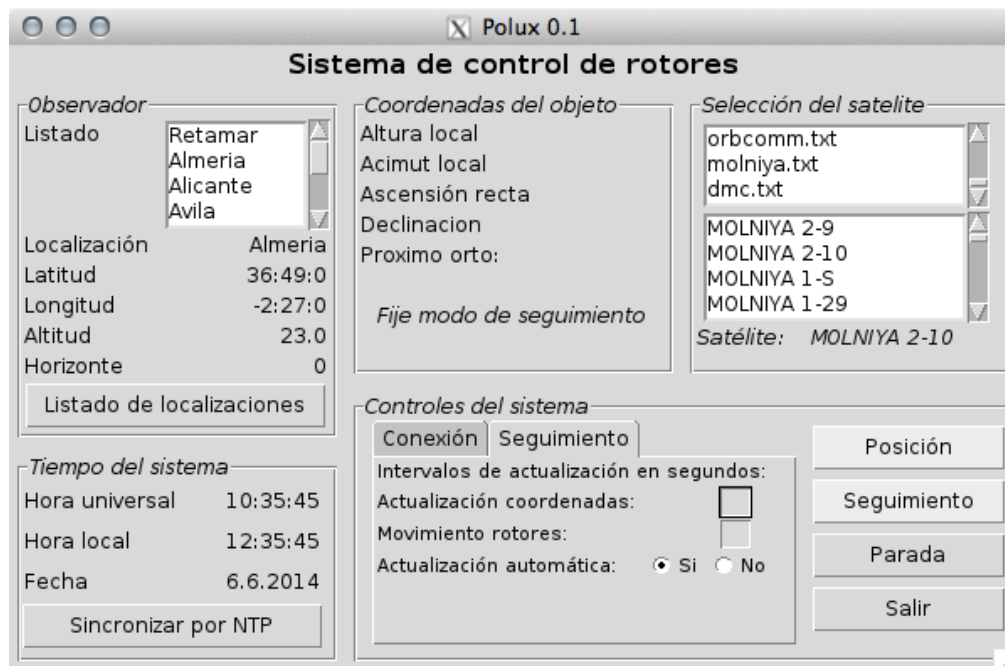 Polux 0.1
Sistema de control de rotores
Observador
Listado
Retamar
Almeria
Alicante
Avila
Localización Almeria
Latitud 36:49:0
Longitud -2:27:0
Altitud 23.0
Horizonte 0
Listado de localizaciones
Tiempo del sistema
Hora universal 10:35:45
Hora local 12:35:45
Fecha 6.6.2014
Sincronizar por NTP
Coordenadas del objeto
Altura local
Acimut local
Ascensión recta
Declinacion
Proximo orto:
Fije modo de seguimiento
Selección del satelite
orbcomm.txt
molniya.txt
dmc.txt
MOLNIYA 2-9
MOLNIYA 2-10
MOLNIYA 1-S
MOLNIYA 1-29
Satélite: MOLNIYA 2-10
Controles del sistema
Conexión Seguimiento
Intervalos de actualización en segundos:
Actualización coordenadas:
Movimiento rotores:
Actualización automática: Si No
Posición
Seguimiento
Parada
Salir